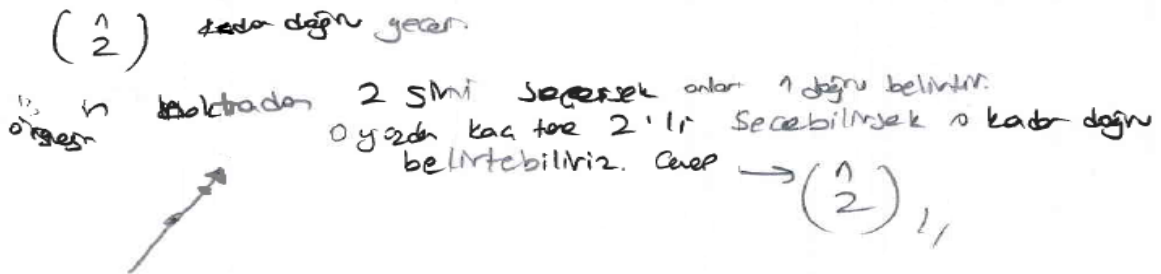 (n 2) kadar doğru geçer.
örneğin n noktadan 2 sini seçersek onlar 1 doğru belirtir.
O yüzden kaç tane 2'li seçebilirsek o kadar doğru
belirtebiliriz. Cevap → (n 2) //